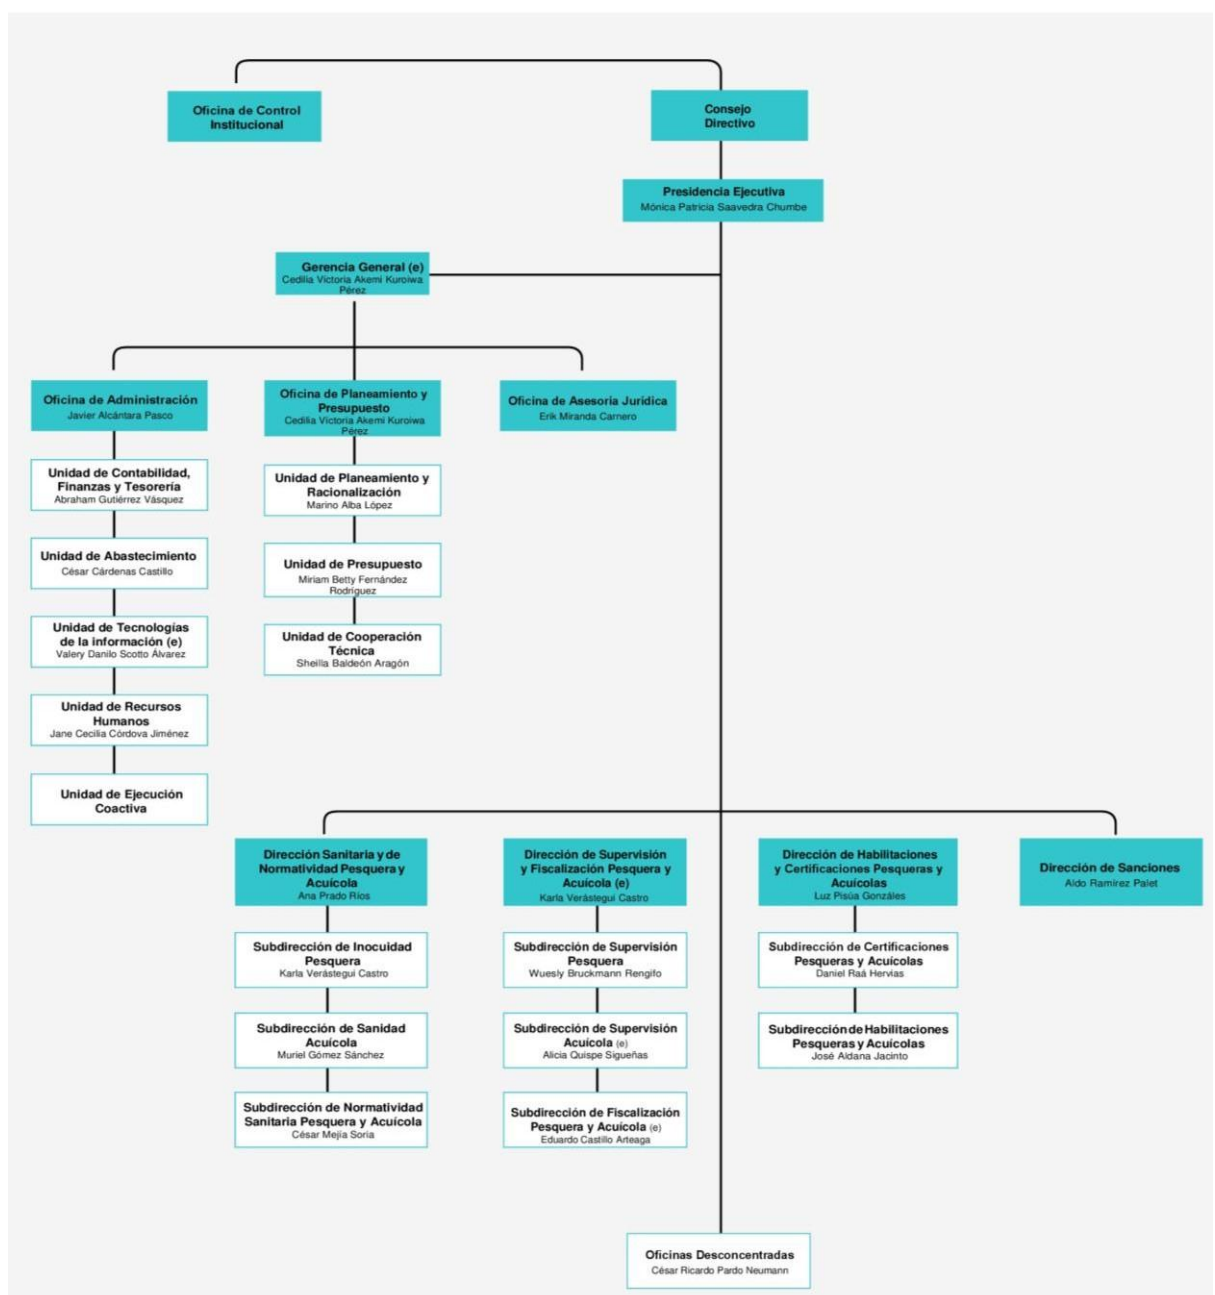 Oficina de Control
Institucional
Consejo
Directivo
Presidencia Ejecutiva
Mónica Patricia Saavedra Chumbe
Gerencia General (e)
Cedilia Victoria Akemi Kuroiwa
Pérez
Oficina de Administración
Javier Alcántara Pasco
Oficina de Planeamiento y
Presupuesto
Cedilia Victoria Akemi Kuroiwa
Pérez
Oficina de Asesoría Jurídica
Erik Miranda Carnero
Unidad de Contabilidad,
Finanzas y Tesorería
Abraham Gutiérrez Vásquez
Unidad de Abastecimiento
César Cárdenas Castillo
Unidad de Tecnologías
de la información (e)
Valery Danilo Scotto Álvarez
Unidad de Recursos
Humanos
Jane Cecilia Córdova Jiménez
Unidad de Ejecución
Coactiva
Unidad de Planeamiento y
Racionalización
Marino Alba López
Unidad de Presupuesto
Miriam Betty Fernández
Rodríguez
Unidad de Cooperación
Técnica
Sheilla Baldeón Aragón
Dirección Sanitaria y de
Normatividad Pesquera y
Acuícola
Ana Prado Ríos
Subdirección de Inocuidad
Pesquera
Karla Verástegui Castro
Subdirección de Sanidad
Acuícola
Muriel Gómez Sánchez
Subdirección de Normatividad
Sanitaria Pesquera y Acuícola
César Mejía Soria
Dirección de Supervisión
y Fiscalización Pesquera y
Acuícola (e)
Karla Verástegui Castro
Subdirección de Supervisión
Pesquera
Wuesly Bruckmann Rengifo
Subdirección de Supervisión
Acuícola (e)
Alicia Quispe Sigueñas
Subdirección de Fiscalización
Pesquera y Acuícola (e)
Eduardo Castillo Arteaga
Dirección de Habilitaciones
y Certificaciones Pesqueras y
Acuícolas
Luz Pisúa Gonzáles
Subdirección de Certificaciones
Pesqueras y Acuícolas
Daniel Raá Hervias
Subdirección de Habilitaciones
Pesqueras y Acuícolas
José Aldana Jacinto
Dirección de Sanciones
Aldo Ramírez Palet
Oficinas Desconcentradas
César Ricardo Pardo Neumann